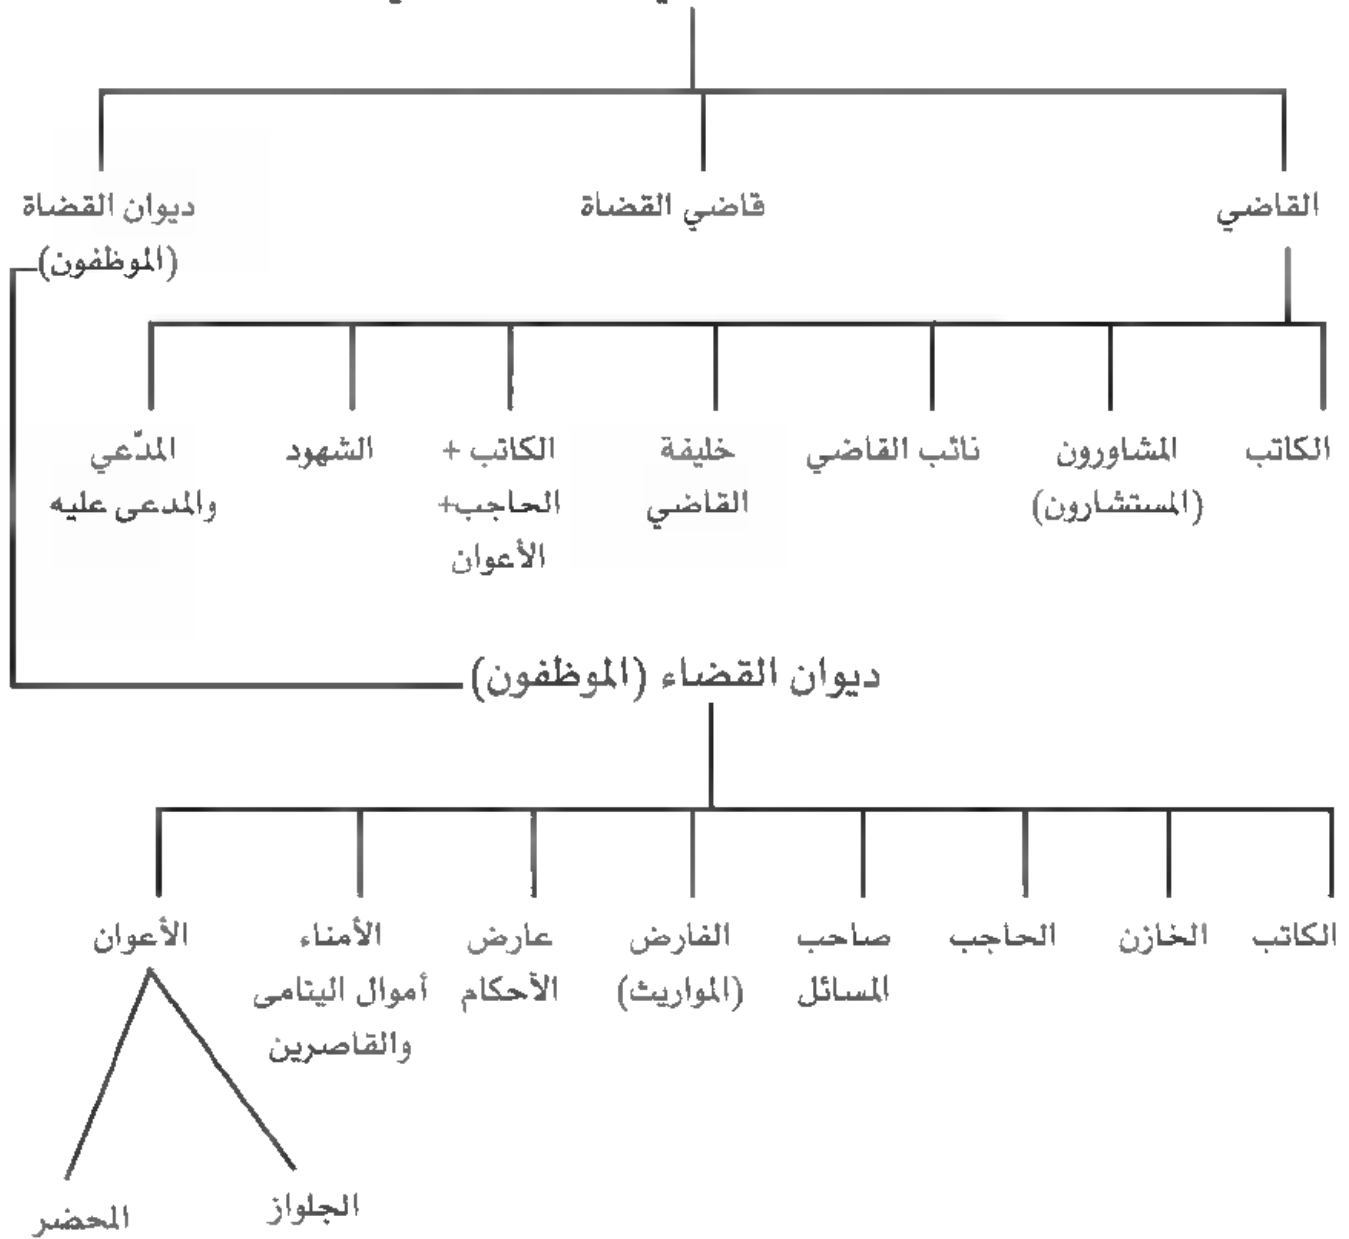 القاضي
قاضي القضاة
ديوان القضاة
(الموظفون)
الكاتب
المشاورون
(المستشارون)
نائب القاضي
خليفة
القاضي
الكاتب +
الحاجب+
الأعوان
الشهود
المدّعي
والمدعى عليه
ديوان القضاء (الموظفون)
الكاتب
الخازن
الحاجب
صاحب
المسائل
الفارض
(المواريث)
عارض
الأحكام
الأمناء
أموال اليتامى
والقاصرين
الأعوان
الجلواز
المحضر